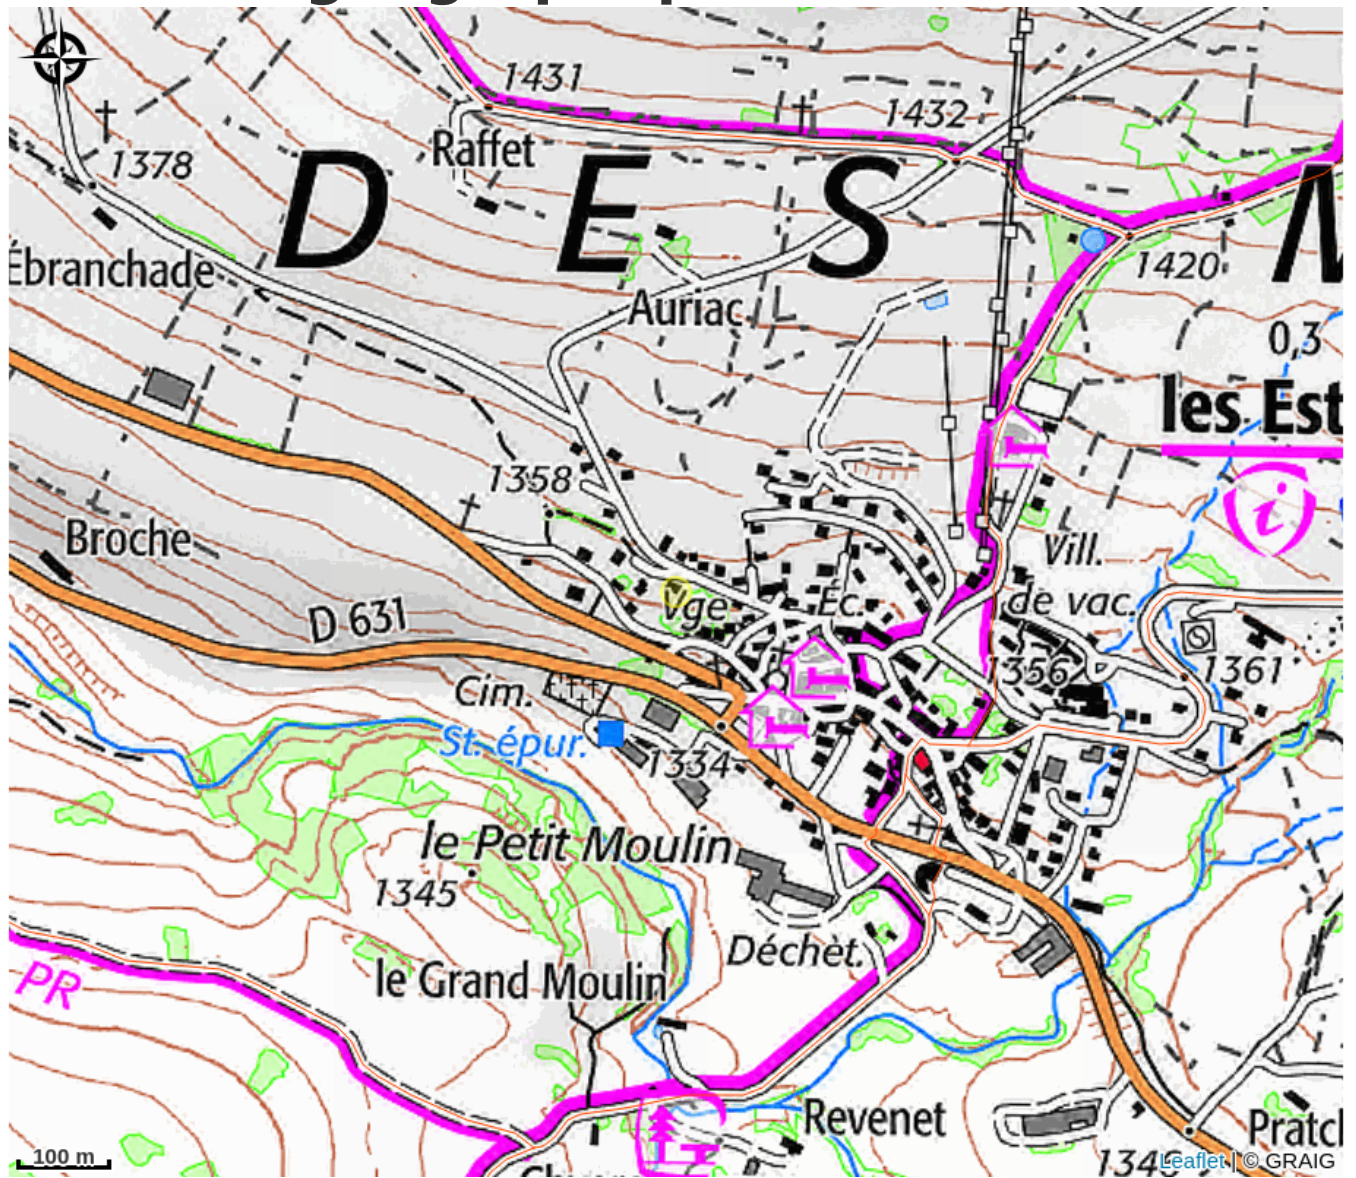 1431
1432
Raffet
1378
D E S
Ébranchade
1420
Auriac
0,3
les Est
1358
Broche
Vill.
de vac.
Vge
Éc.
D 631
1356
1361
Cim.
St. épur.
1334
le Petit Moulin
1345
Déchèt.
le Grand Moulin
PR
i
Revenet
Pratcl
100 m
Leaflet | © GRAIG